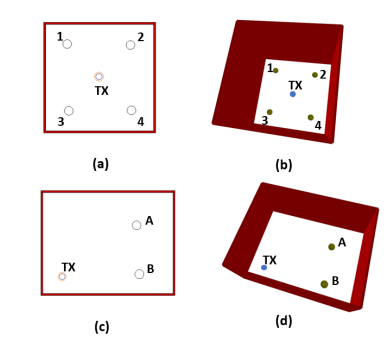 1 2
TX
3 4
(a)
1 2
TX
3 4
(b)
A
TX B
(c)
A
TX B
(d)